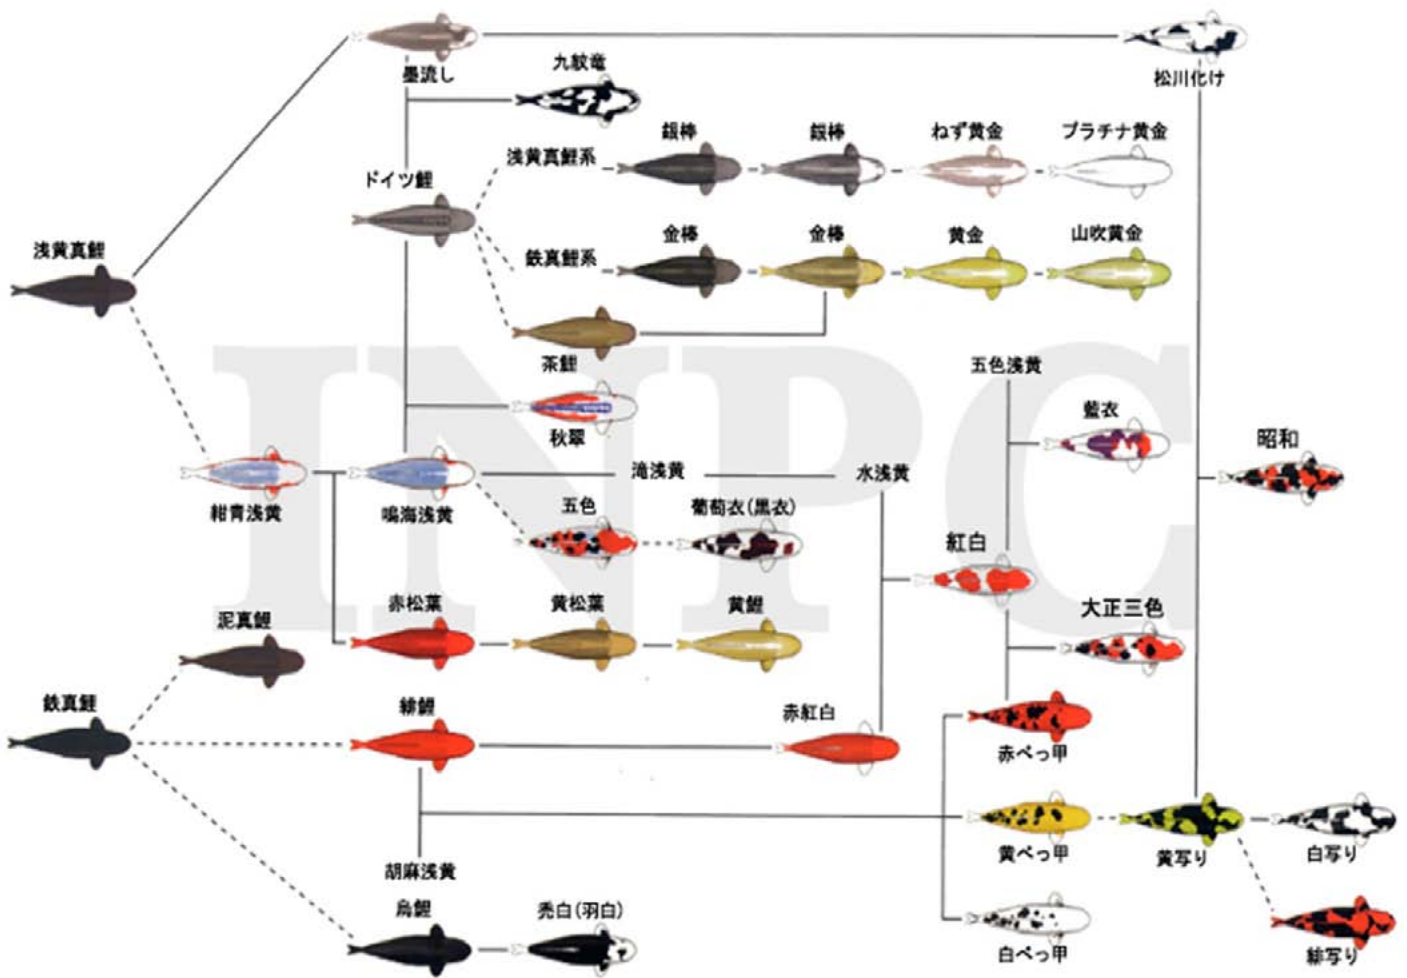 墨流し
松川化け
九紋竜
浅黄真鯉系
銀棒
銀棒
ねず黄金
プラチナ黄金
ドイツ鯉
浅黄真鯉
鉄真鯉系
金棒
金棒
黄金
山吹黄金
茶鯉
五色浅黄
藍衣
秋翠
昭和
紺青浅黄
鳴海浅黄
滝浅黄
水浅黄
五色
葡萄衣(黒衣)
紅白
INPC
泥真鯉
赤松葉
黄松葉
黄鯉
大正三色
鉄真鯉
緋鯉
赤紅白
赤べっ甲
黄べっ甲
黄写り
白写り
胡麻浅黄
烏鯉
禿白(羽白)
白べっ甲
緋写り